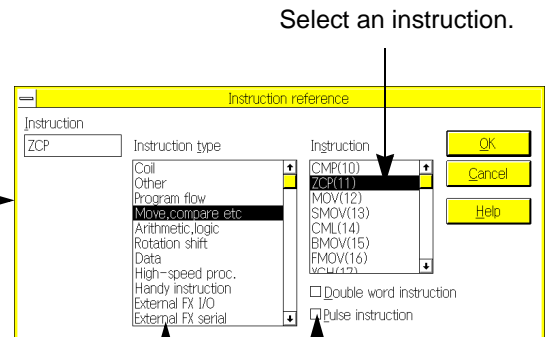 Select an instruction.
Instruction reference
Instruction
ZCP
Instruction type
Coil
Other
Program flow
Move,compare etc
Arithmetic,logic
Rotation shift
Data
High-speed proc.
Handy instruction
External FX I/O
External FX serial
Instruction
CMP(10)
ZCP(11)
MOV(12)
SMOV(13)
CML(14)
BMOV(15)
FMOV(16)
XCH(17)
Double word instruction
Pulse instruction
OK
Cancel
Help